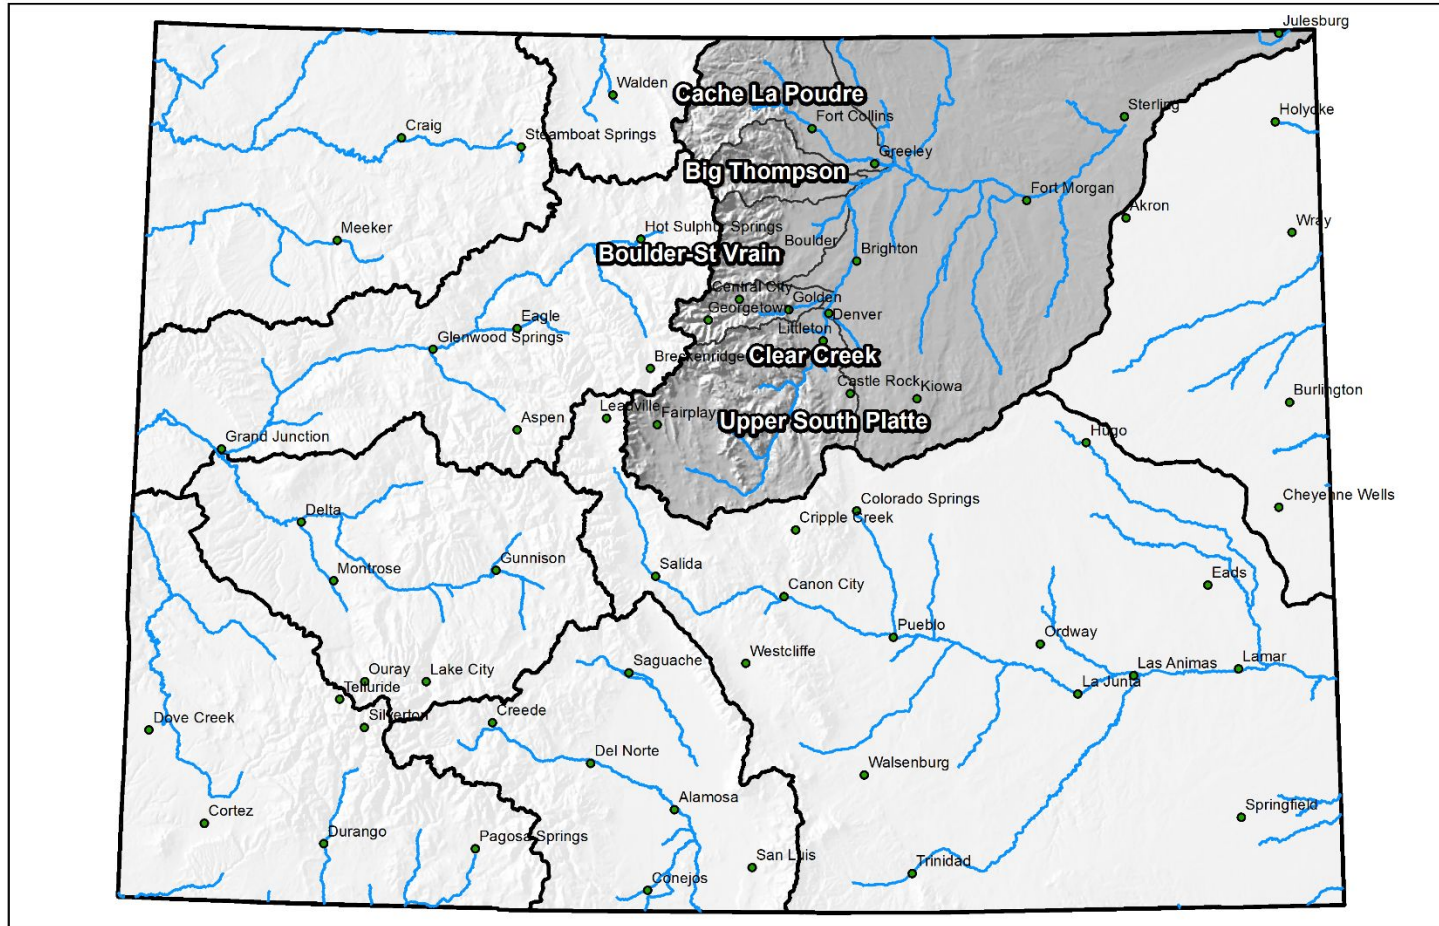 Julesburg
Walden
Cache La Poudre
Sterling
Holyoke
Craig
Fort Collins
Steamboat Springs
Greeley
Big Thompson
Fort Morgan
Akron
Meeker
Hot Sulphur Springs
Wray
Boulder
Boulder-St Vrain
Brighton
Central City
Golden
Georgetown
Eagle
Denver
Littleton
Glenwood Springs
Clear Creek
Breckenridge
Castle Rock
Kiowa
Burlington
Leadville
Aspen
Fairplay
Upper South Platte
Grand Junction
Hugo
Cheyenne Wells
Colorado Springs
Delta
Cripple Creek
Gunnison
Salida
Montrose
Canon City
Eads
Pueblo
Ordway
Westcliffe
Saguache
Las Animas
Lamar
Ouray
Lake City
La Junta
Telluride
Dove Creek
Silverton
Creede
Del Norte
Walsenburg
Alamosa
Cortez
Springfield
Durango
Pagosa Springs
San Luis
Trinidad
Conejos